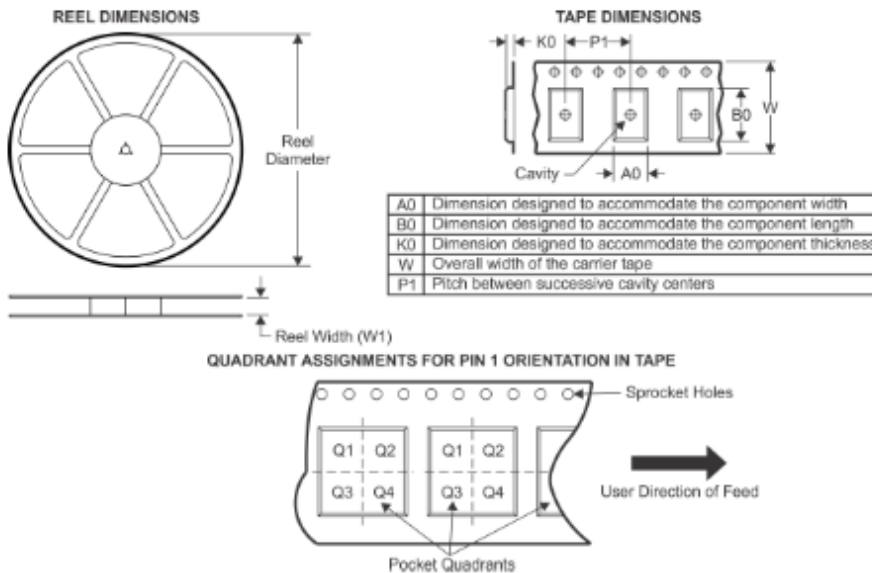 REEL DIMENSIONS
Reel
Diameter
Reel Width (W1)
TAPE DIMENSIONS
K0
P1
B0
W
Cavity
A0
A0 Dimension designed to accommodate the component width
B0 Dimension designed to accommodate the component length
K0 Dimension designed to accommodate the component thickness
W Overall width of the carrier tape
P1 Pitch between successive cavity centers
QUADRANT ASSIGNMENTS FOR PIN 1 ORIENTATION IN TAPE
Sprocket Holes
Q1 Q2 Q1 Q2
Q3 Q4 Q3 Q4
User Direction of Feed
Pocket Quadrants